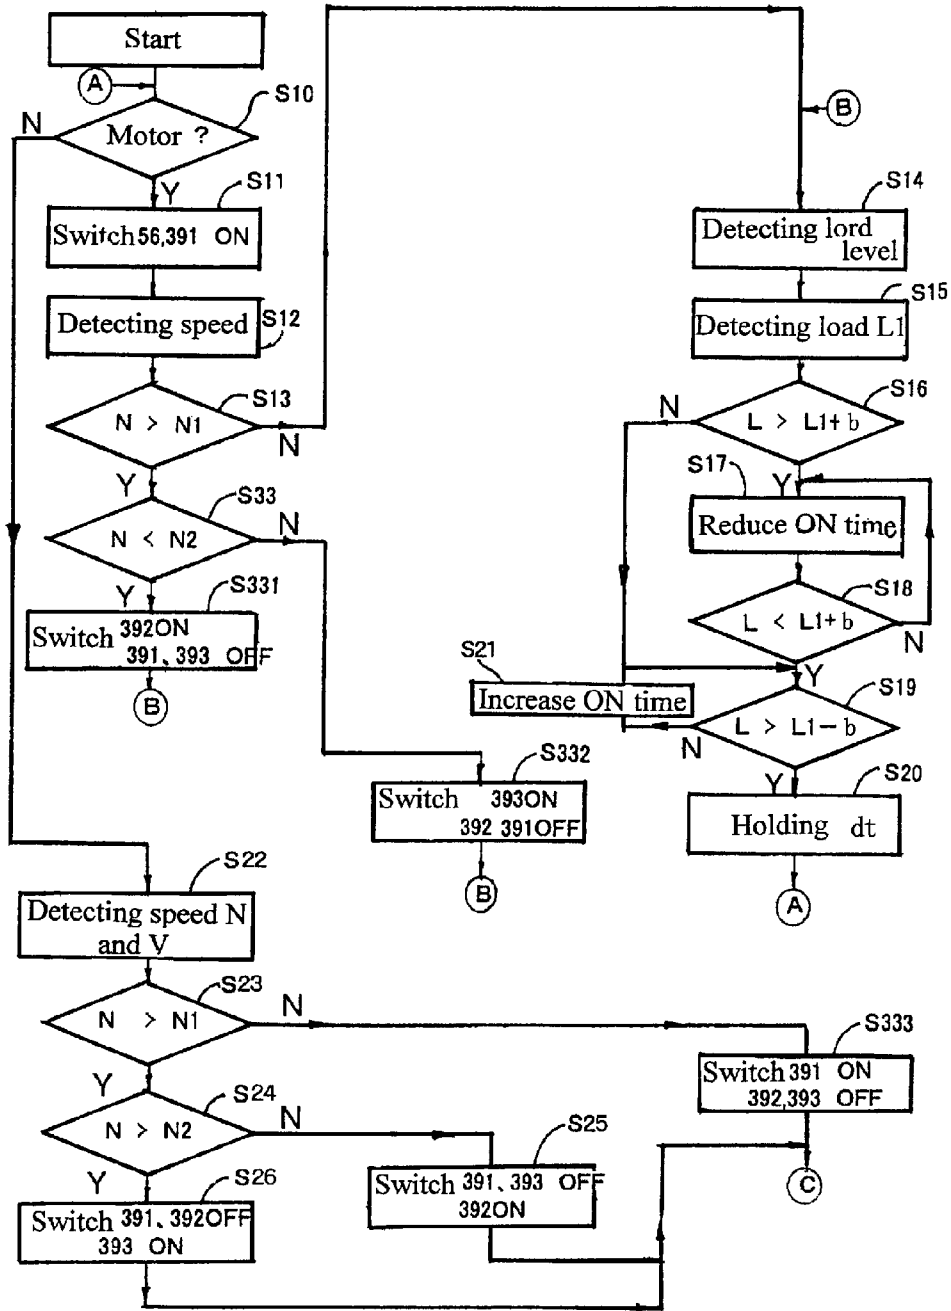 Start
A
S10
N
Motor ?
Y
S11
Switch 56,391 ON
Detecting speed
S12
S13
N > N1
N
Y
S33
N < N2
N
Y
S331
Switch 392ON
391、393 OFF
B
B
S14
Detecting lord
level
S15
Detecting load L1
S16
N
L > L1+b
S17
Y
Reduce ON time
S18
L < L1+b
N
S21
Y
S19
Increase ON time
L > L1−b
N
S20
Y
Holding dt
A
S332
Switch 393ON
392 391OFF
B
S22
Detecting speed N
and V
S23
N
N > N1
S333
Switch 391 ON
392,393 OFF
Y
S24
N
N > N2
S25
Switch 391、393 OFF
392ON
C
Y
S26
Switch 391、392OFF
393 ON